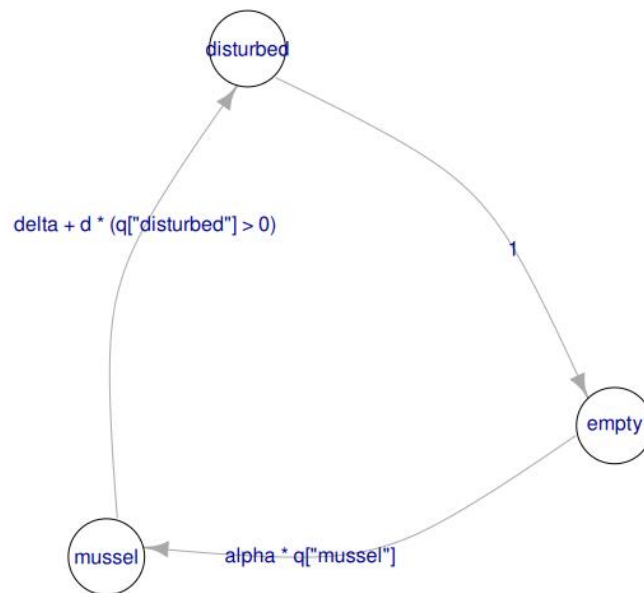 disturbed
delta + d * (q["disturbed"] > 0)
1
empty
alpha * q["mussel"]
mussel